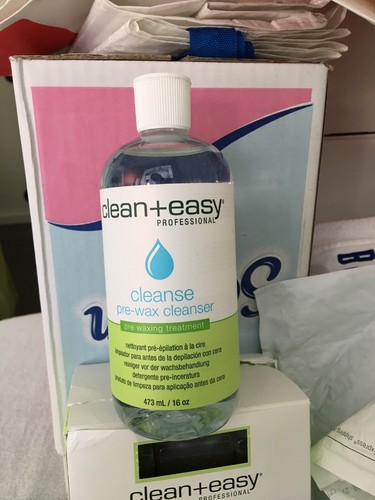 clean+easy®
PROFESSIONAL
cleanse
pre-wax cleanser
pre waxing treatment
nettoyant pré-épilation à la cire
limpiador para antes de la depilación con cera
reiniger vor der wachsbehandlung
detergente pre-inceratura
produto de limpeza para aplicação antes da cera
473 mL / 16 oz
clean+easy®
PROFESSIONAL